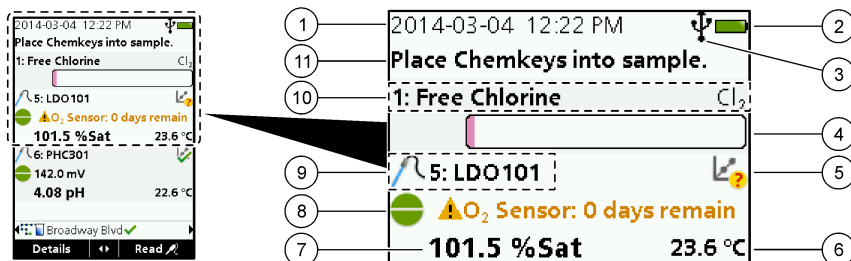 2014-03-04 12:22 PM
Place Chemkeys into sample.
1: Free Chlorine Cl₂
5: LDO101 ?
O₂ Sensor: 0 days remain
101.5 %Sat 23.6 °C
6: PHC301
142.0 mV
4.08 pH 22.6 °C
Broadway Blvd
Details Read
1 2014-03-04 12:22 PM 2
3
11 Place Chemkeys into sample.
10 1: Free Chlorine Cl₂
4
9 5: LDO101 ? 5
8 O₂ Sensor: 0 days remain
7 101.5 %Sat 23.6 °C 6